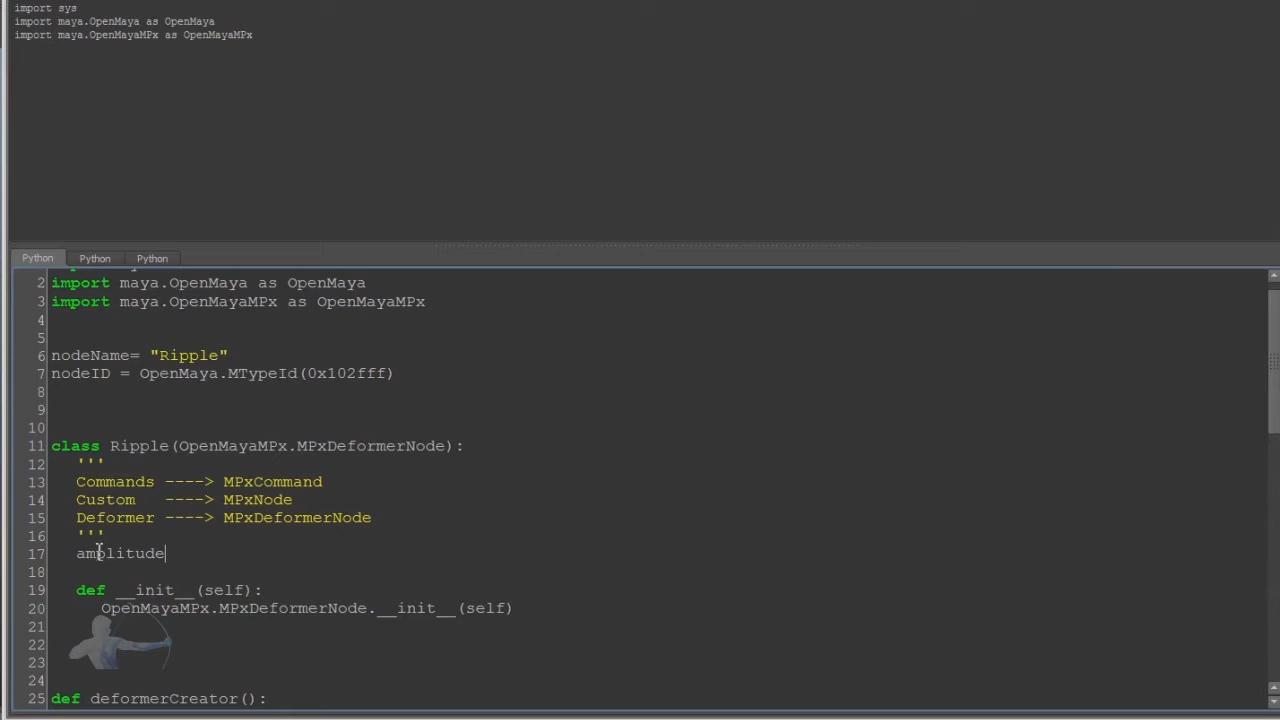 import sys
import maya.OpenMaya as OpenMaya
import maya.OpenMayaMPx as OpenMayaMPx
Python Python Python
2 import maya.OpenMaya as OpenMaya
3 import maya.OpenMayaMPx as OpenMayaMPx
4
5
6 nodeName= "Ripple"
7 nodeID = OpenMaya.MTypeId(0x102fff)
8
9
10
11 class Ripple(OpenMayaMPx.MPxDeformerNode):
12 '''
13 Commands ----> MPxCommand
14 Custom ----> MPxNode
15 Deformer ----> MPxDeformerNode
16 '''
17 amplitude
18
19 def __init__(self):
20 OpenMayaMPx.MPxDeformerNode.__init__(self)
21
22
23
24
25 def deformerCreator():